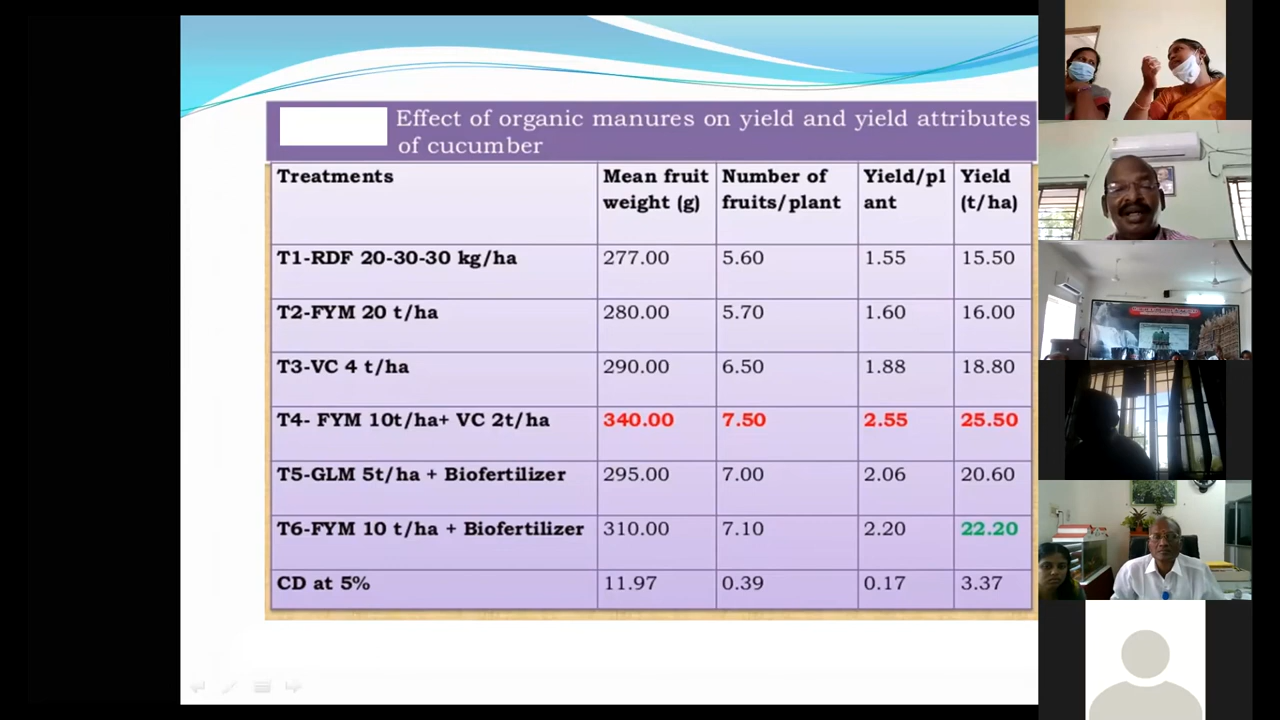 Effect of organic manures on yield and yield attributes
of cucumber
Treatments
Mean fruit
weight (g)
Number of
fruits/plant
Yield/pl
ant
Yield
(t/ha)
T1-RDF 20-30-30 kg/ha 277.00 5.60 1.55 15.50
T2-FYM 20 t/ha 280.00 5.70 1.60 16.00
T3-VC 4 t/ha 290.00 6.50 1.88 18.80
T4- FYM 10t/ha+ VC 2t/ha 340.00 7.50 2.55 25.50
T5-GLM 5t/ha + Biofertilizer 295.00 7.00 2.06 20.60
T6-FYM 10 t/ha + Biofertilizer 310.00 7.10 2.20 22.20
CD at 5% 11.97 0.39 0.17 3.37